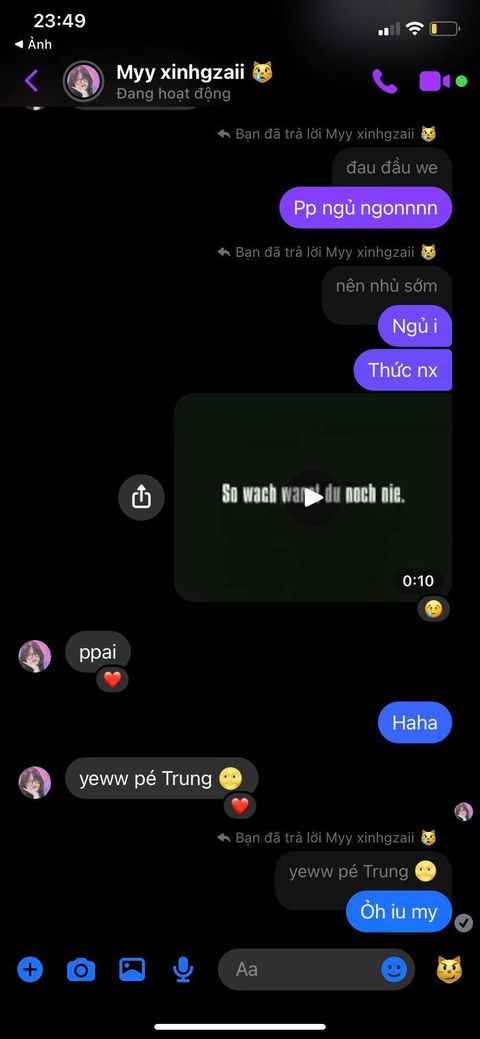 23:49
◀ Ảnh
Myy xinhgzaii 😿
Đang hoạt động
Bạn đã trả lời Myy xinhgzaii 😿
đau đầu we
Pp ngủ ngonnnn
Bạn đã trả lời Myy xinhgzaii 😿
nên nhủ sớm
Ngủ i
Thức nx
So wach warst du noch nie.
0:10
ppai
Haha
yeww pé Trung 🌝
Bạn đã trả lời Myy xinhgzaii 😿
yeww pé Trung 🌝
Ỏh iu my
Aa